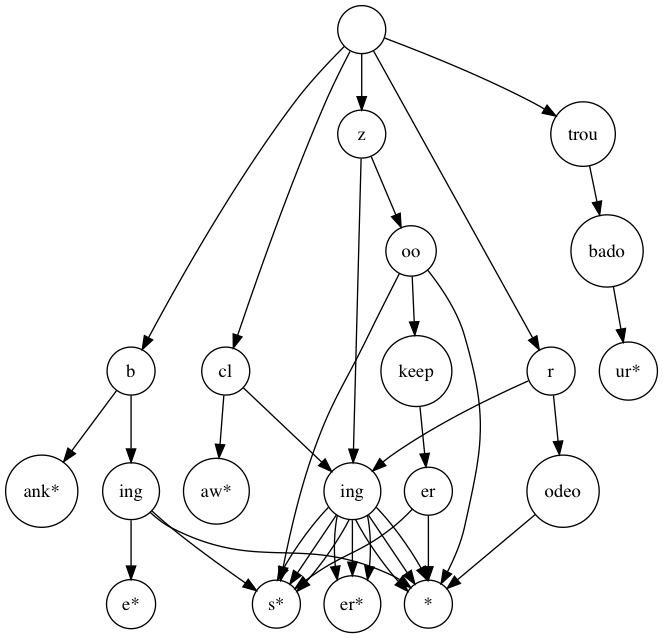 z
trou
oo
bado
b
cl
keep
r
ur*
ank*
ing
aw*
ing
er
odeo
e*
s*
er*
*